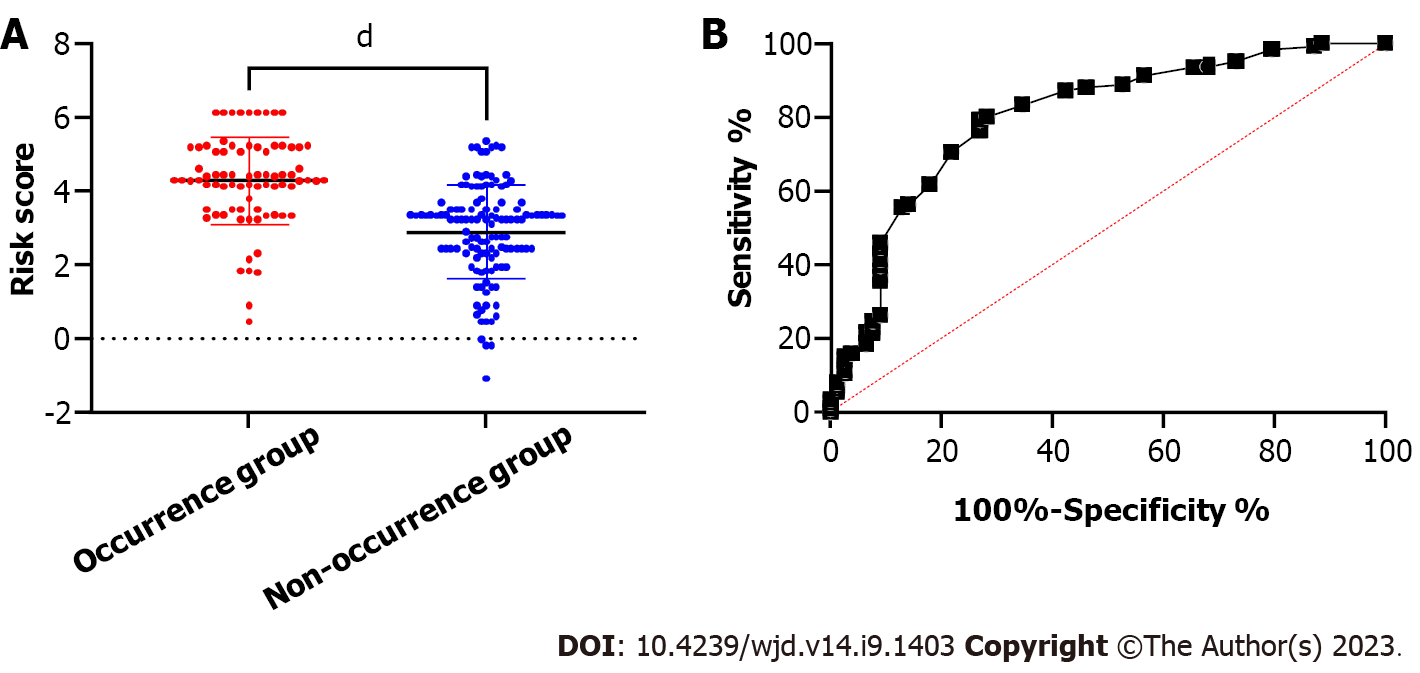 A
d
8
6
4
2
0
-2
Risk score
Occurrence group
Non-occurrence group
B
100
80
60
40
20
0
Sensitivity %
0 20 40 60 80 100
100%-Specificity %
DOI: 10.4239/wjd.v14.i9.1403 Copyright ©The Author(s) 2023.